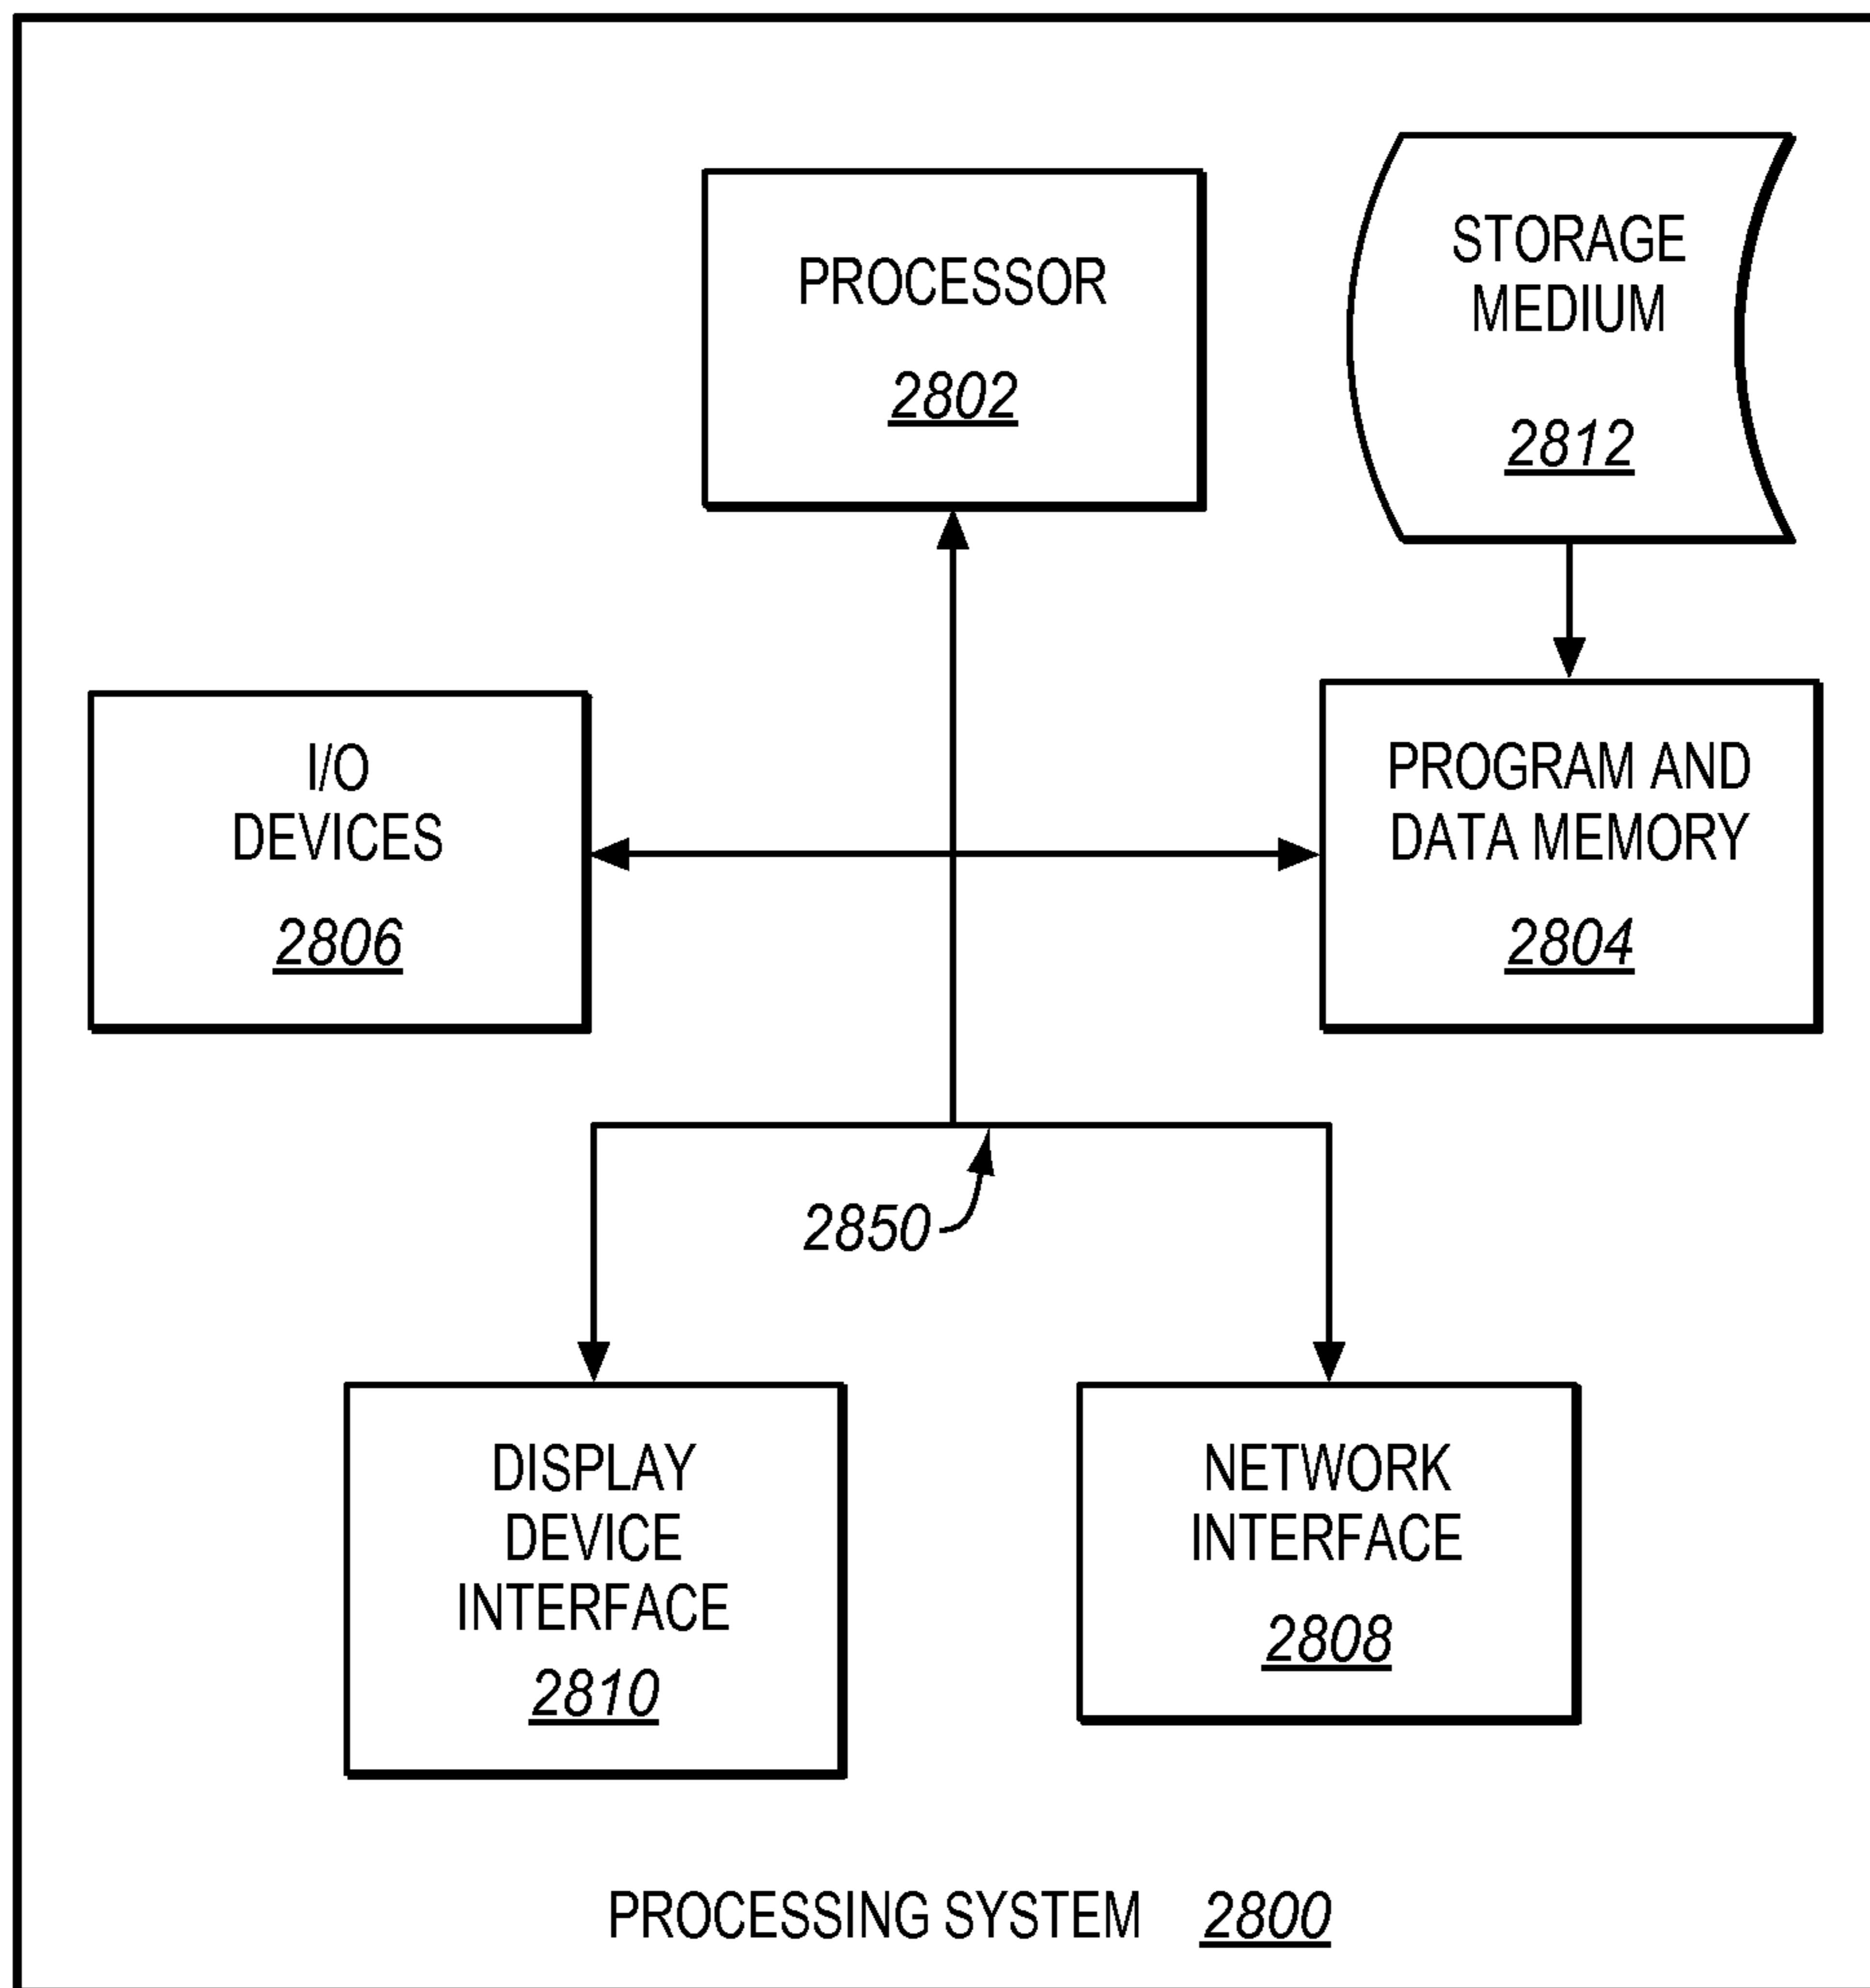 PROCESSOR
2802
STORAGE
MEDIUM
2812
I/O
DEVICES
2806
PROGRAM AND
DATA MEMORY
2804
2850
DISPLAY
DEVICE
INTERFACE
2810
NETWORK
INTERFACE
2808
PROCESSING SYSTEM 2800